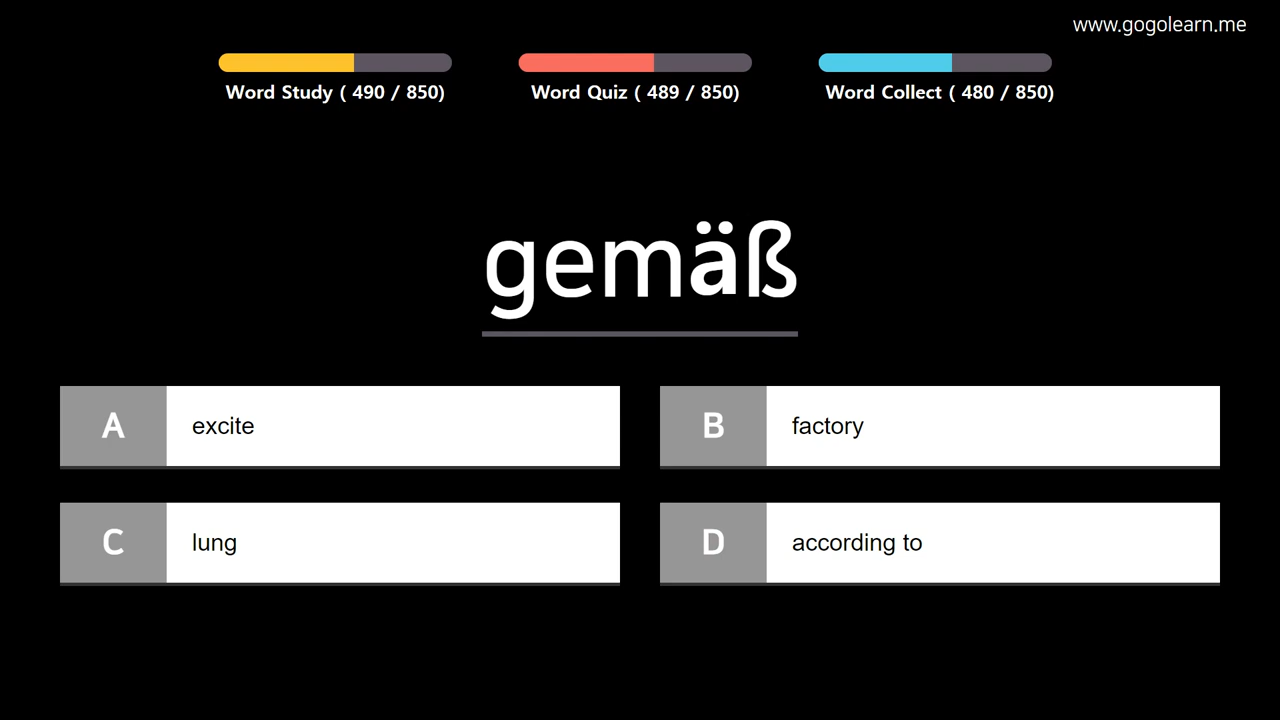 www.gogolearn.me
Word Study ( 490 / 850)
Word Quiz ( 489 / 850)
Word Collect ( 480 / 850)
gemäß
A excite
B factory
C lung
D according to